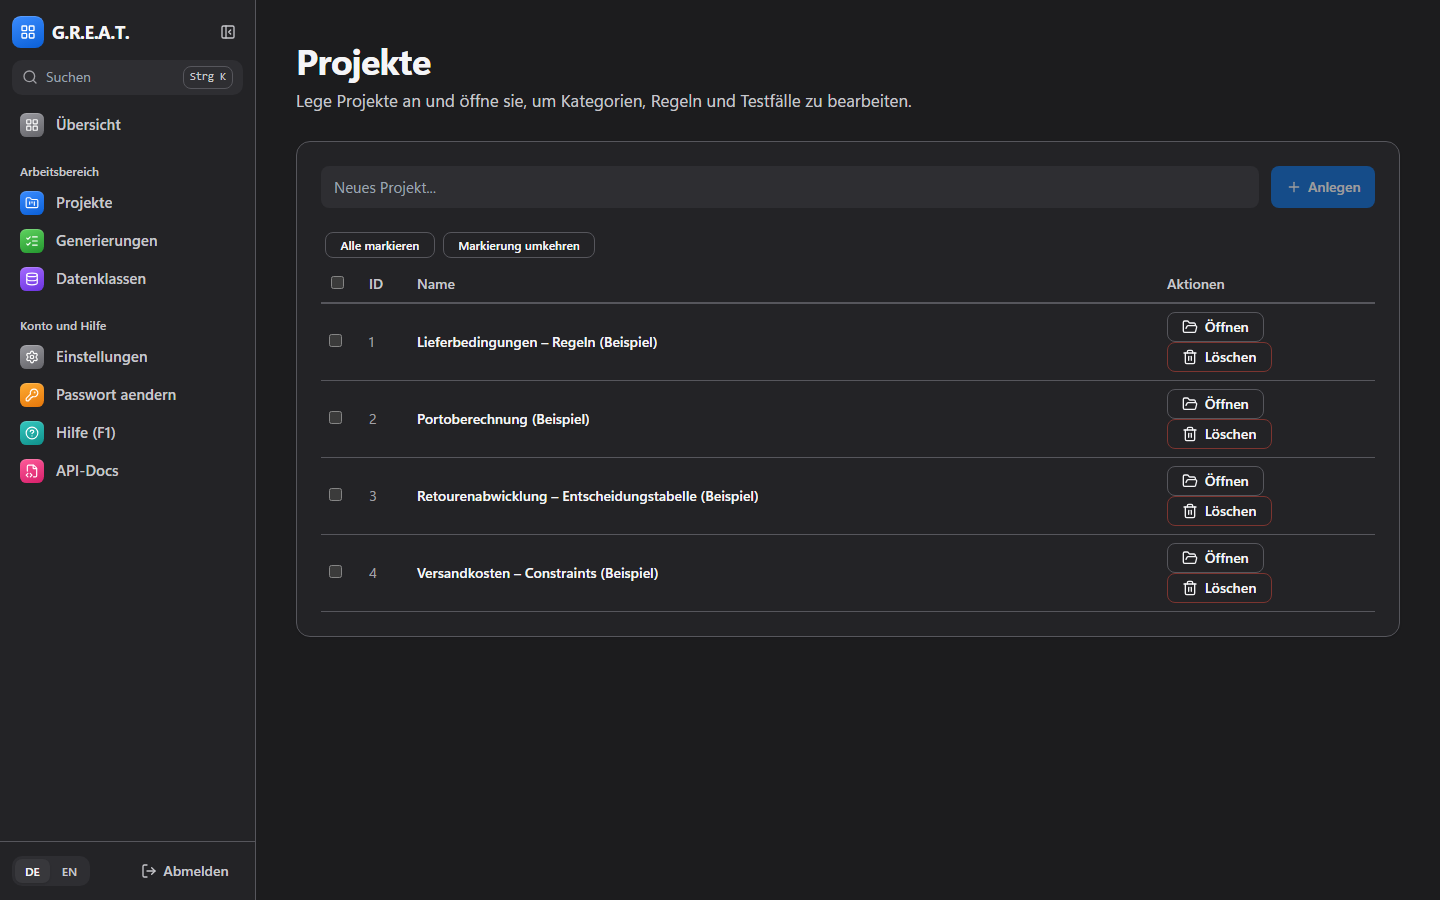 G.R.E.A.T.
Suchen Strg K
Übersicht
Arbeitsbereich
Projekte
Generierungen
Datenklassen
Konto und Hilfe
Einstellungen
Passwort aendern
Hilfe (F1)
API-Docs
DE EN Abmelden
Projekte
Lege Projekte an und öffne sie, um Kategorien, Regeln und Testfälle zu bearbeiten.
Neues Projekt... Anlegen
Alle markieren Markierung umkehren
ID Name Aktionen
1 Lieferbedingungen – Regeln (Beispiel) Öffnen
Löschen
2 Portoberechnung (Beispiel) Öffnen
Löschen
3 Retourenabwicklung – Entscheidungstabelle (Beispiel) Öffnen
Löschen
4 Versandkosten – Constraints (Beispiel) Öffnen
Löschen